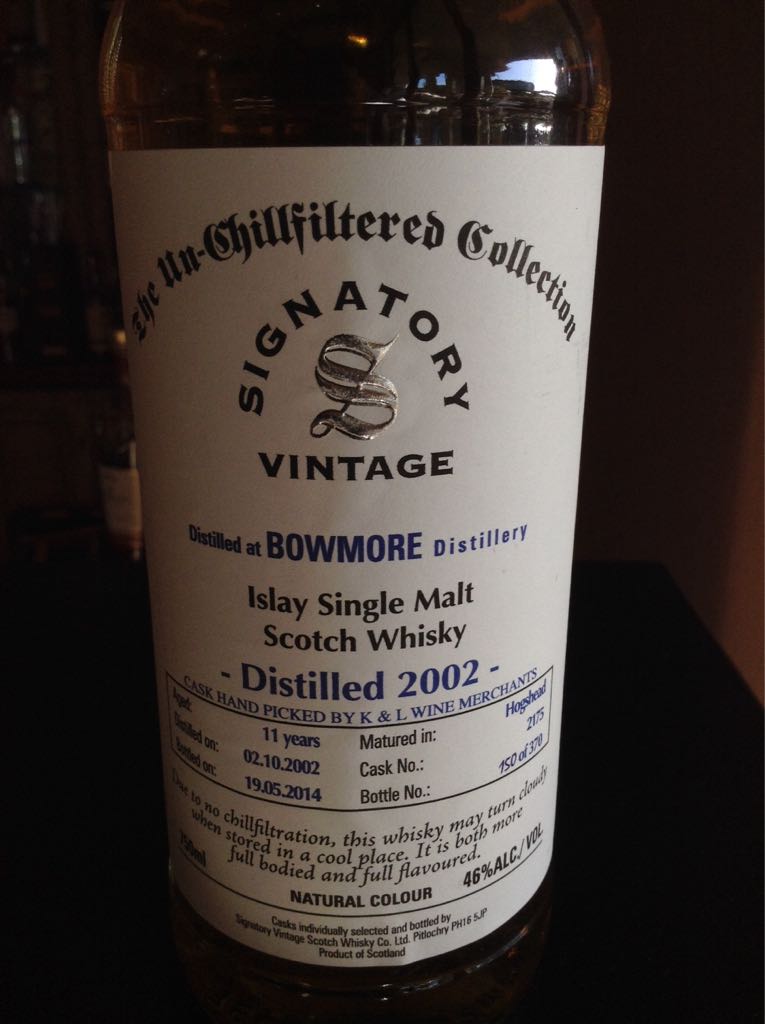 The Un-Chillfiltered Collection
SIGNATORY
S
VINTAGE
Distilled at BOWMORE Distillery
Islay Single Malt
Scotch Whisky
- Distilled 2002 -
CASK HAND PICKED BY K & L WINE MERCHANTS
Aged: 11 years Matured in: Hogshead
Distilled on: 02.10.2002 Cask No.: 2175
Bottled on: 19.05.2014 Bottle No.: 150 of 370
Due to no chillfiltration, this whisky may turn cloudy
when stored in a cool place. It is both more
full bodied and full flavoured.
750ml 46%ALC./VOL
NATURAL COLOUR
Casks individually selected and bottled by
Signatory Vintage Scotch Whisky Co. Ltd. Pitlochry PH16 5JP
Product of Scotland